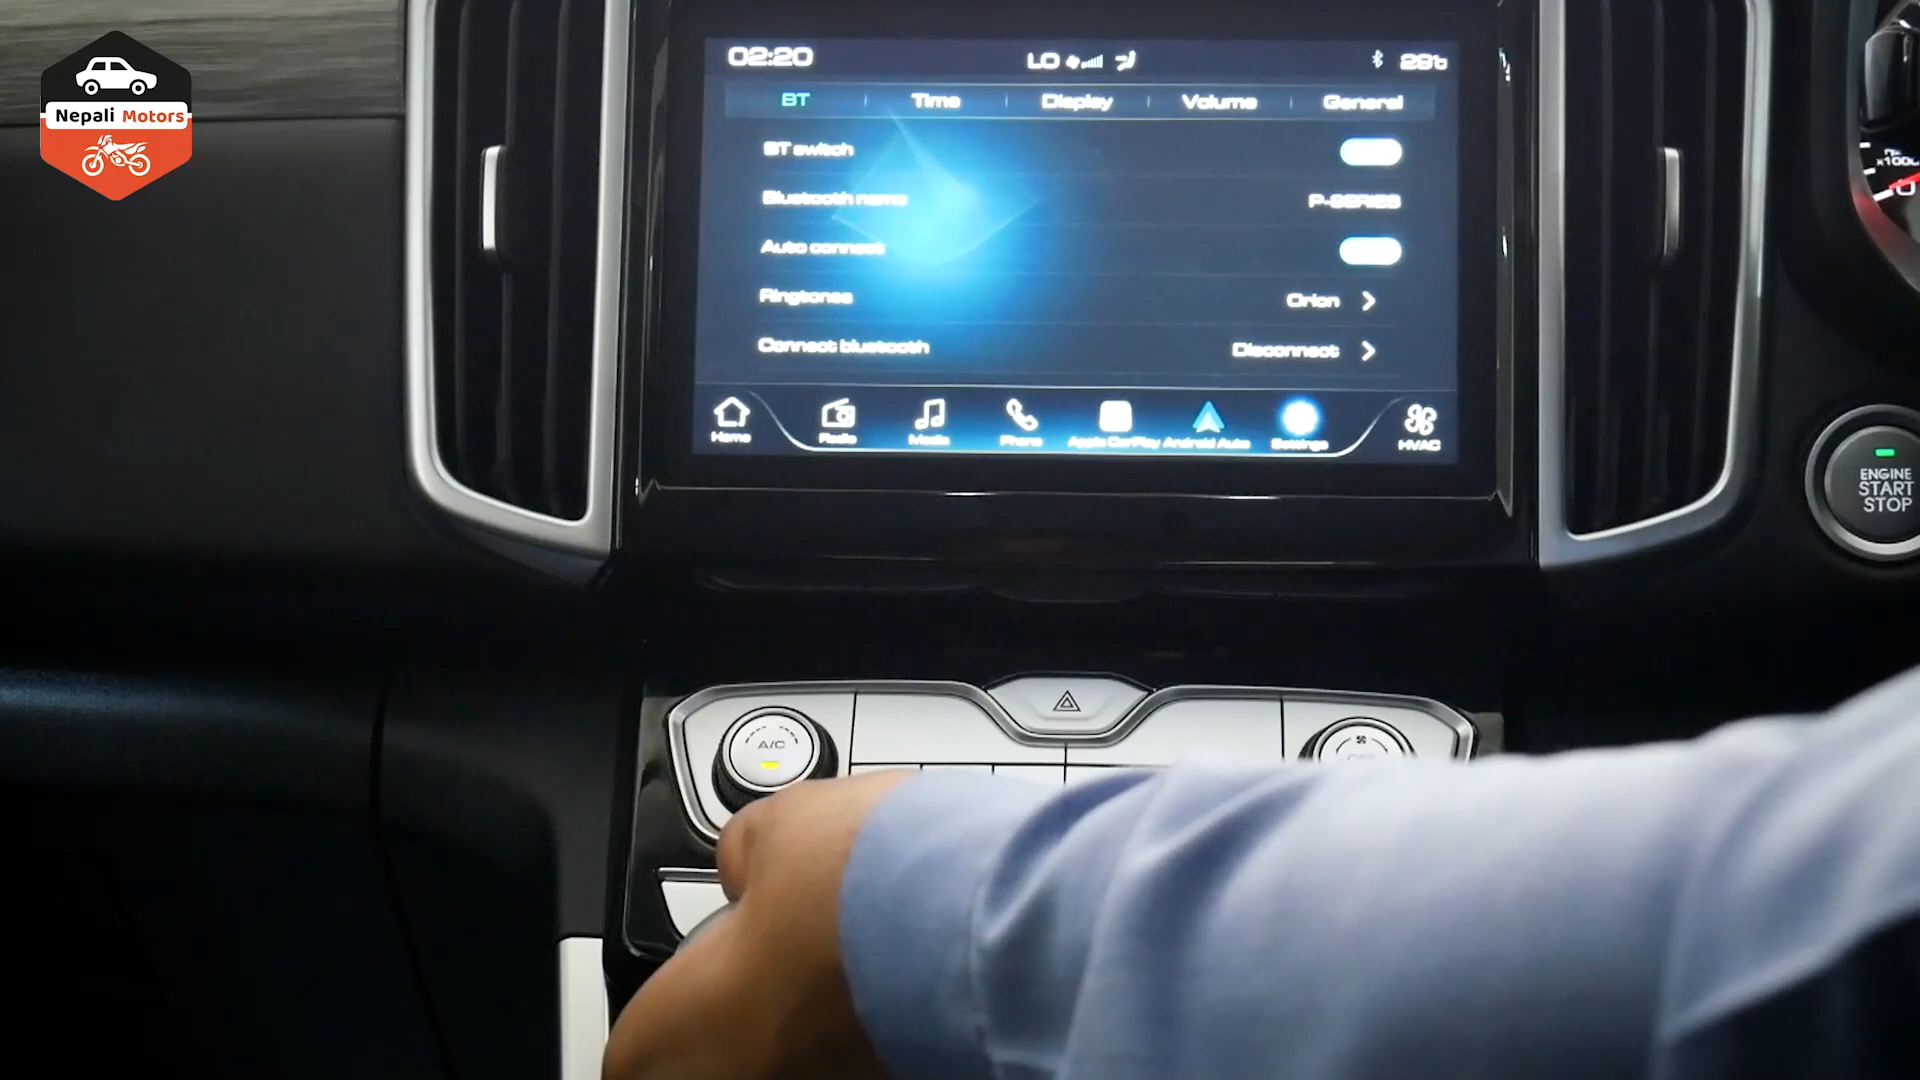 Nepali Motors
02:20
LO
29℃
BT
Time
Display
Volume
General
BT switch
Bluetooth name
P-SERIES
Auto connect
Ringtones
Orion
Connect bluetooth
Disconnect
Home
Radio
Media
Phone
Apple CarPlay
Android Auto
Settings
HVAC
ENGINE
START
STOP
A/C